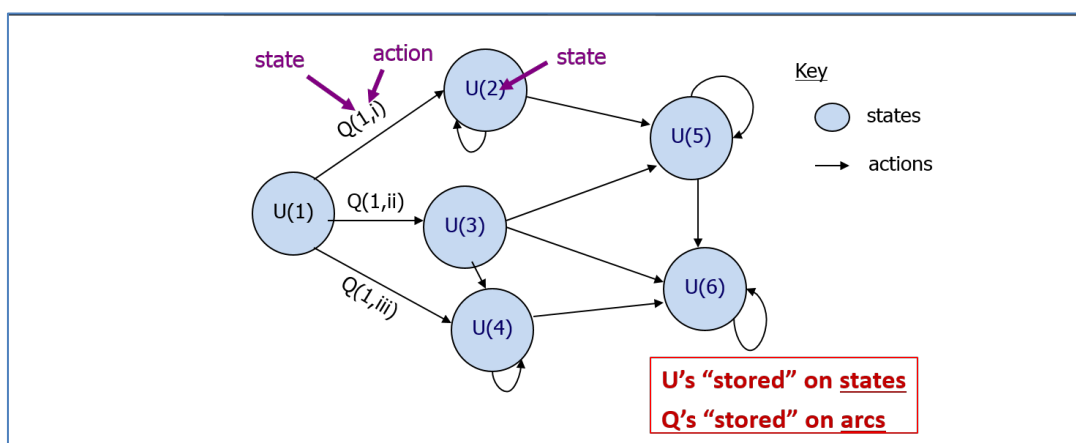 state
action
state
Key
states
actions
U(1)
U(2)
U(3)
U(4)
U(5)
U(6)
Q(1,i)
Q(1,ii)
Q(1,iii)
U's “stored” on states
Q's “stored” on arcs